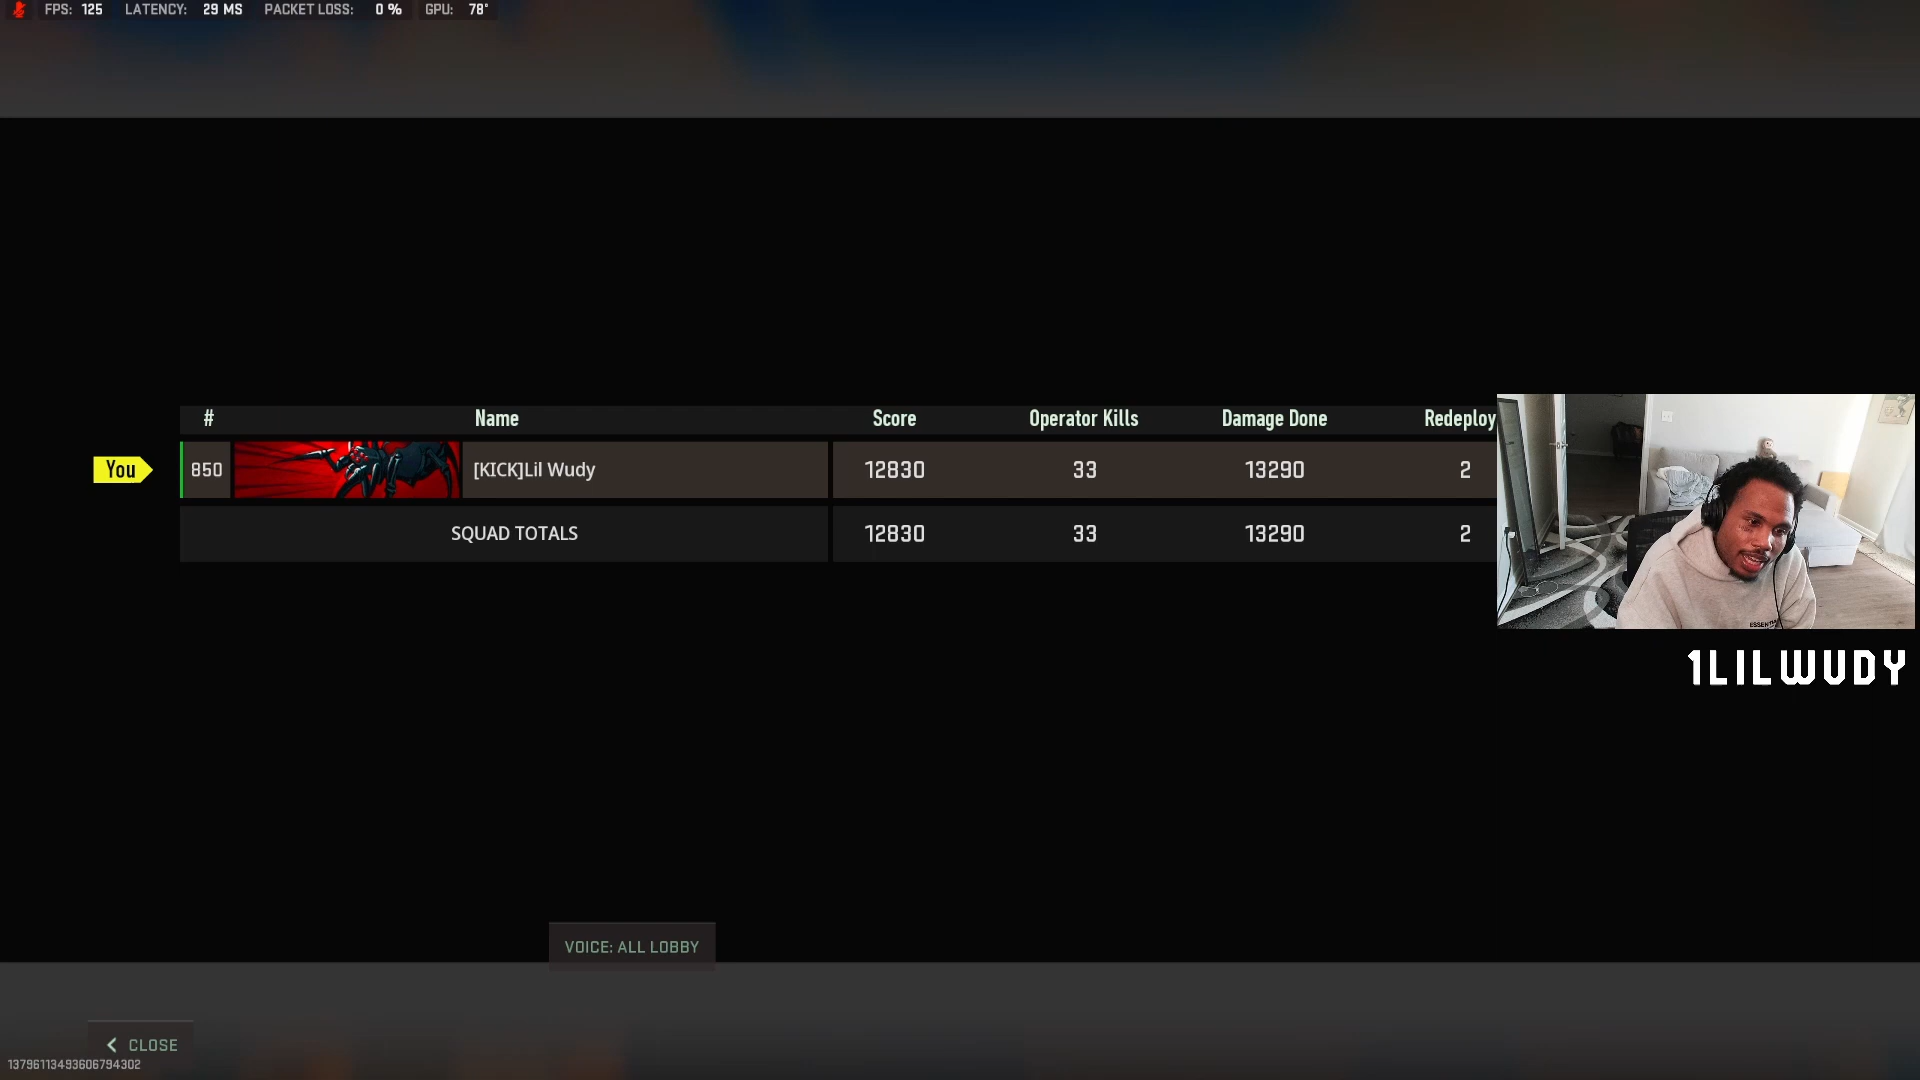 FPS: 125 LATENCY: 29 MS PACKET LOSS: 0 % GPU: 78°
# Name Score Operator Kills Damage Done Redeploy
You 850 [KICK]Lil Wudy 12830 33 13290 2
SQUAD TOTALS 12830 33 13290 2
1LILWUDY
VOICE: ALL LOBBY
CLOSE
13796113493606794302